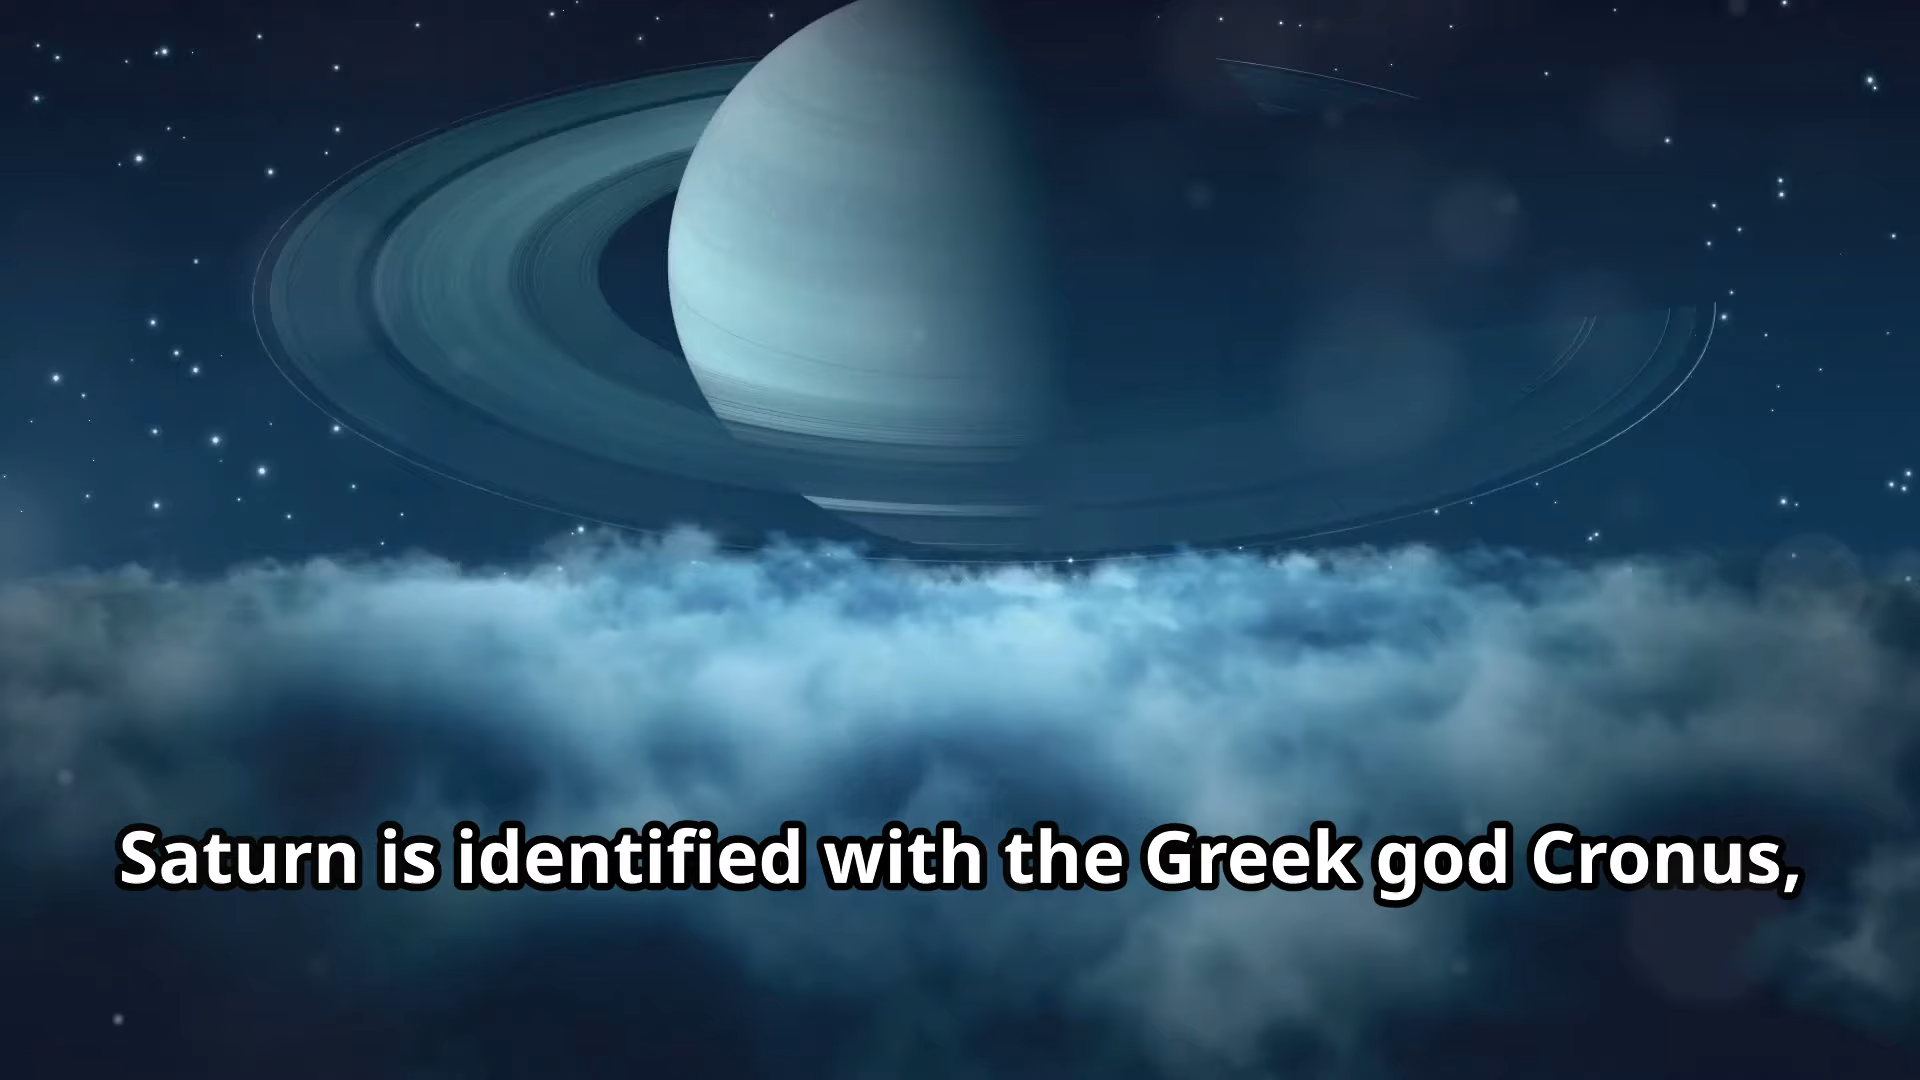 Saturn is identified with the Greek god Cronus,